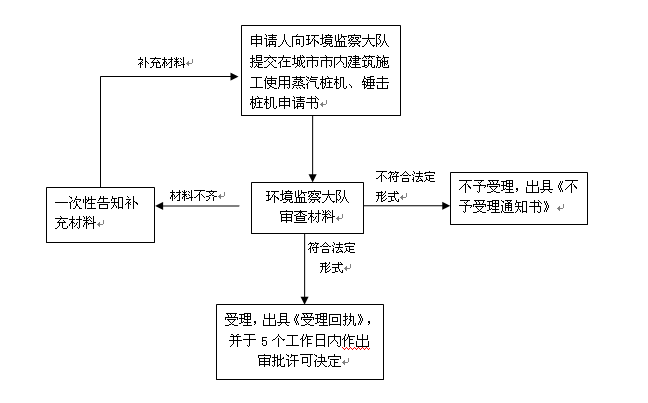 申请人向环境监察大队
提交在城市市内建筑施
工使用蒸汽桩机、锤击
桩机申请书
补充材料
一次性告知补
充材料
材料不齐
环境监察大队
审查材料
不符合法定
形式
不予受理，出具《不
予受理通知书》
符合法定
形式
受理，出具《受理回执》，
并于 5 个工作日内作出
审批许可决定